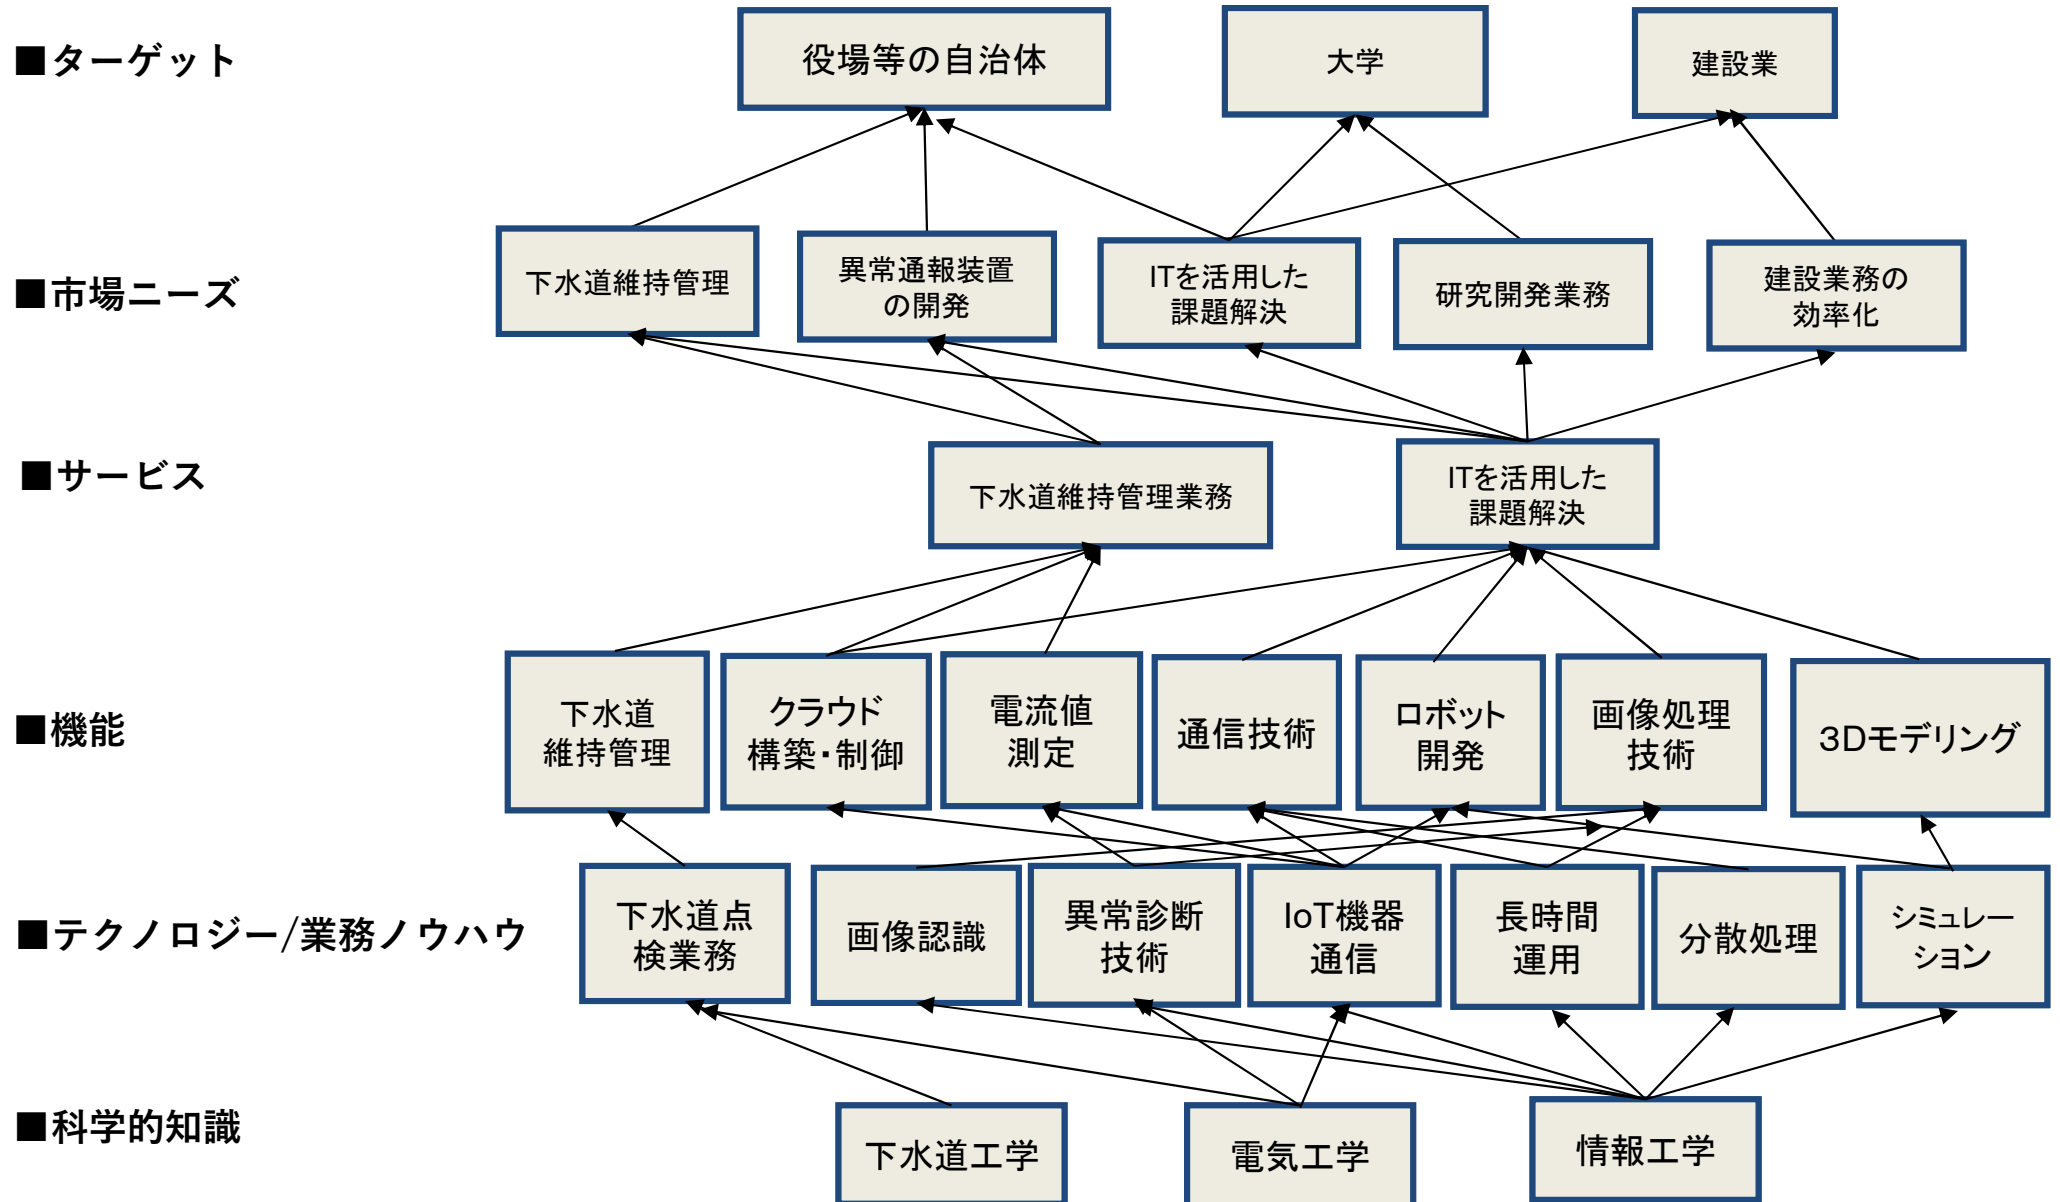 ■ターゲット
役場等の自治体
大学
建設業
■市場ニーズ
下水道維持管理
異常通報装置
の開発
ITを活用した
課題解決
研究開発業務
建設業務の
効率化
■サービス
下水道維持管理業務
ITを活用した
課題解決
■機能
下水道
維持管理
クラウド
構築・制御
電流値
測定
通信技術
ロボット
開発
画像処理
技術
3Dモデリング
■テクノロジー/業務ノウハウ
下水道点
検業務
画像認識
異常診断
技術
IoT機器
通信
長時間
運用
分散処理
シミュレー
ション
■科学的知識
下水道工学
電気工学
情報工学